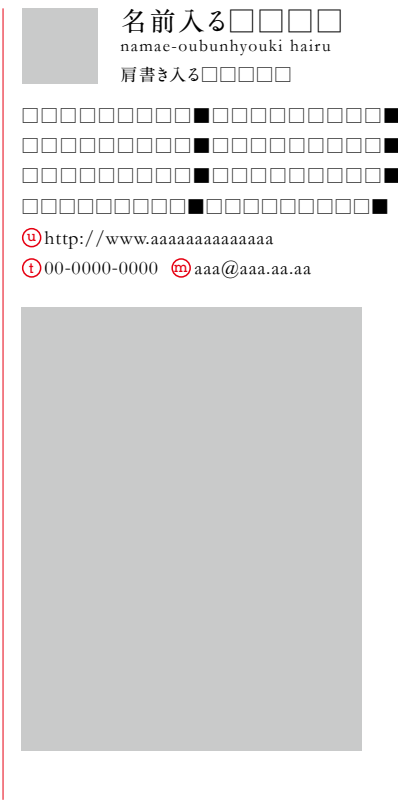 名前入る□□□□
namae-oubunhyouki hairu
肩書き入る□□□□□
□□□□□□□□□■□□□□□□□□□■
□□□□□□□□□■□□□□□□□□□■
□□□□□□□□□■□□□□□□□□□■
□□□□□□□□□■□□□□□□□□□■
ⓤhttp://www.aaaaaaaaaaaaaa
ⓣ00-0000-0000 ⓜaaa@aaa.aa.aa